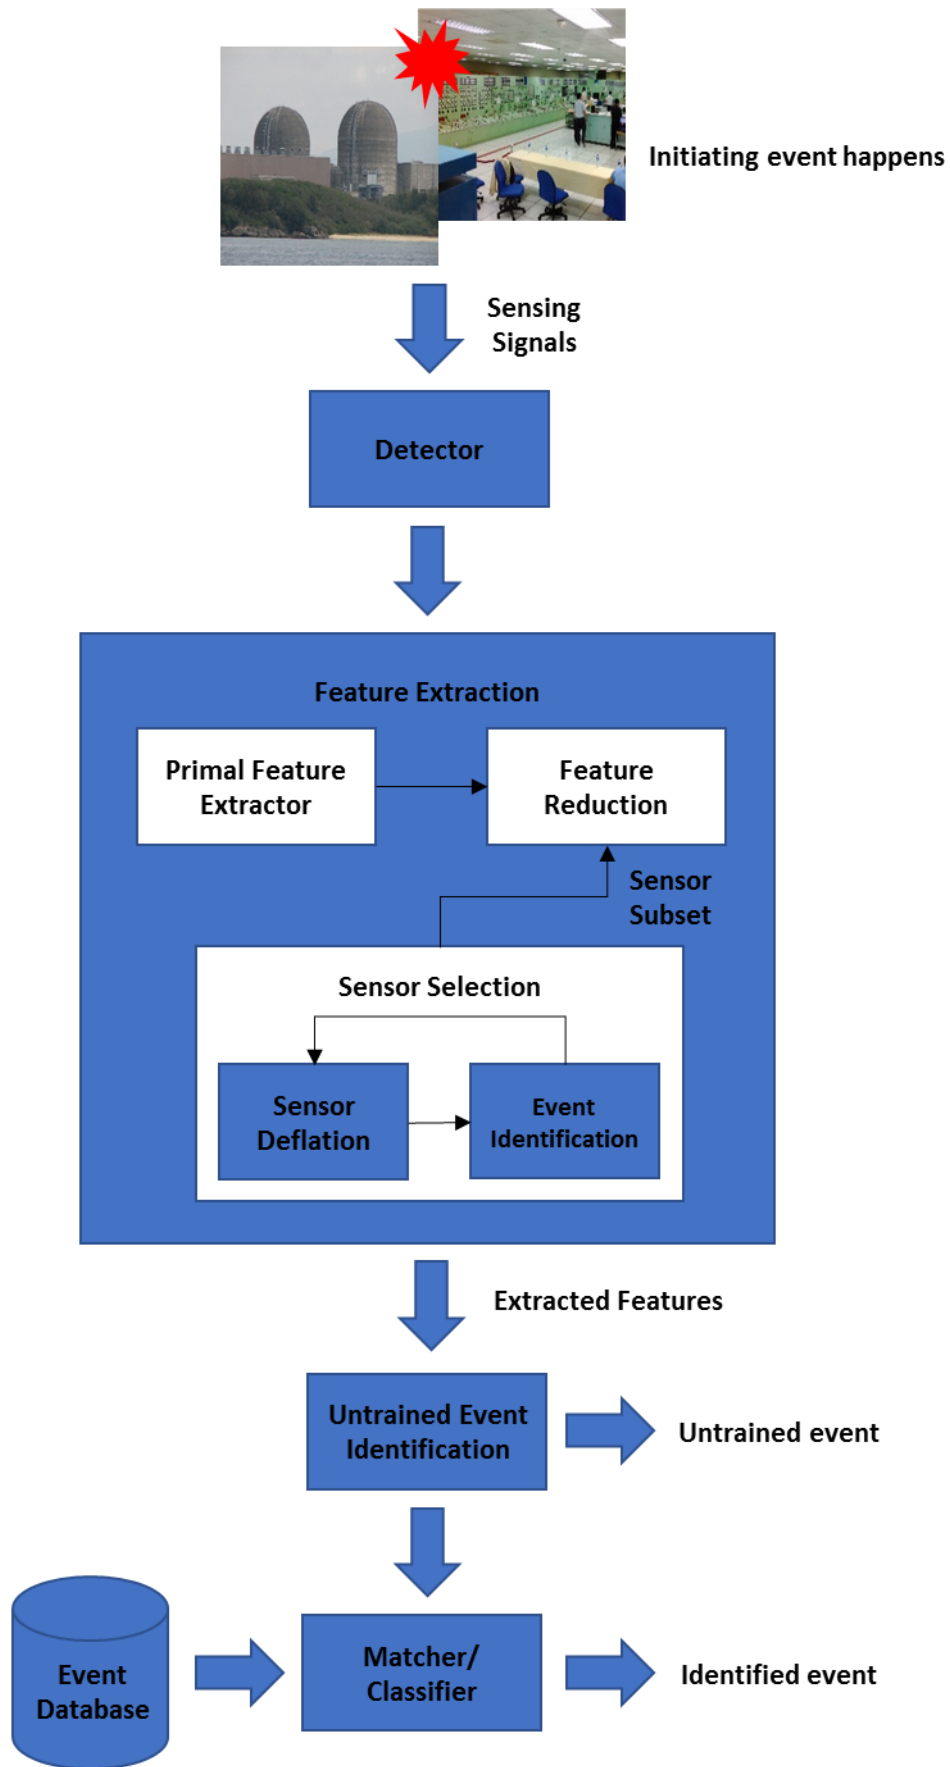 Initiating event happens
Sensing
Signals
Detector
Feature Extraction
Primal Feature
Extractor
Feature
Reduction
Sensor
Subset
Sensor Selection
Sensor
Deflation
Event
Identification
Extracted Features
Untrained Event
Identification
Untrained event
Event
Database
Matcher/
Classifier
Identified event